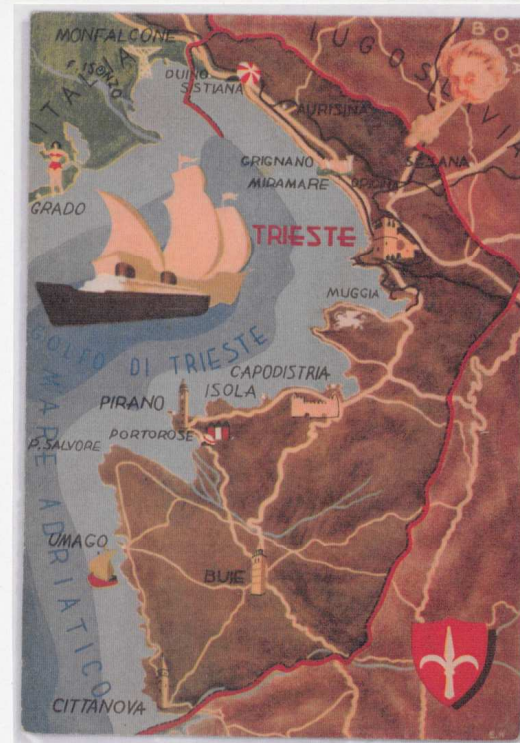 MONFALCONE
F. ISONZO
ITALIA
IUGOSLAVIA
BORA
DUINO
SISTIANA
AURISINA
GRIGNANO
MIRAMARE
SESANA
GRADO
TRIESTE
MUGGIA
GOLFO DI TRIESTE
CAPODISTRIA
ISOLA
PIRANO
PORTOROSE
P. SALVORE
MARE ADRIATICO
UMAGO
BUIE
CITTANOVA